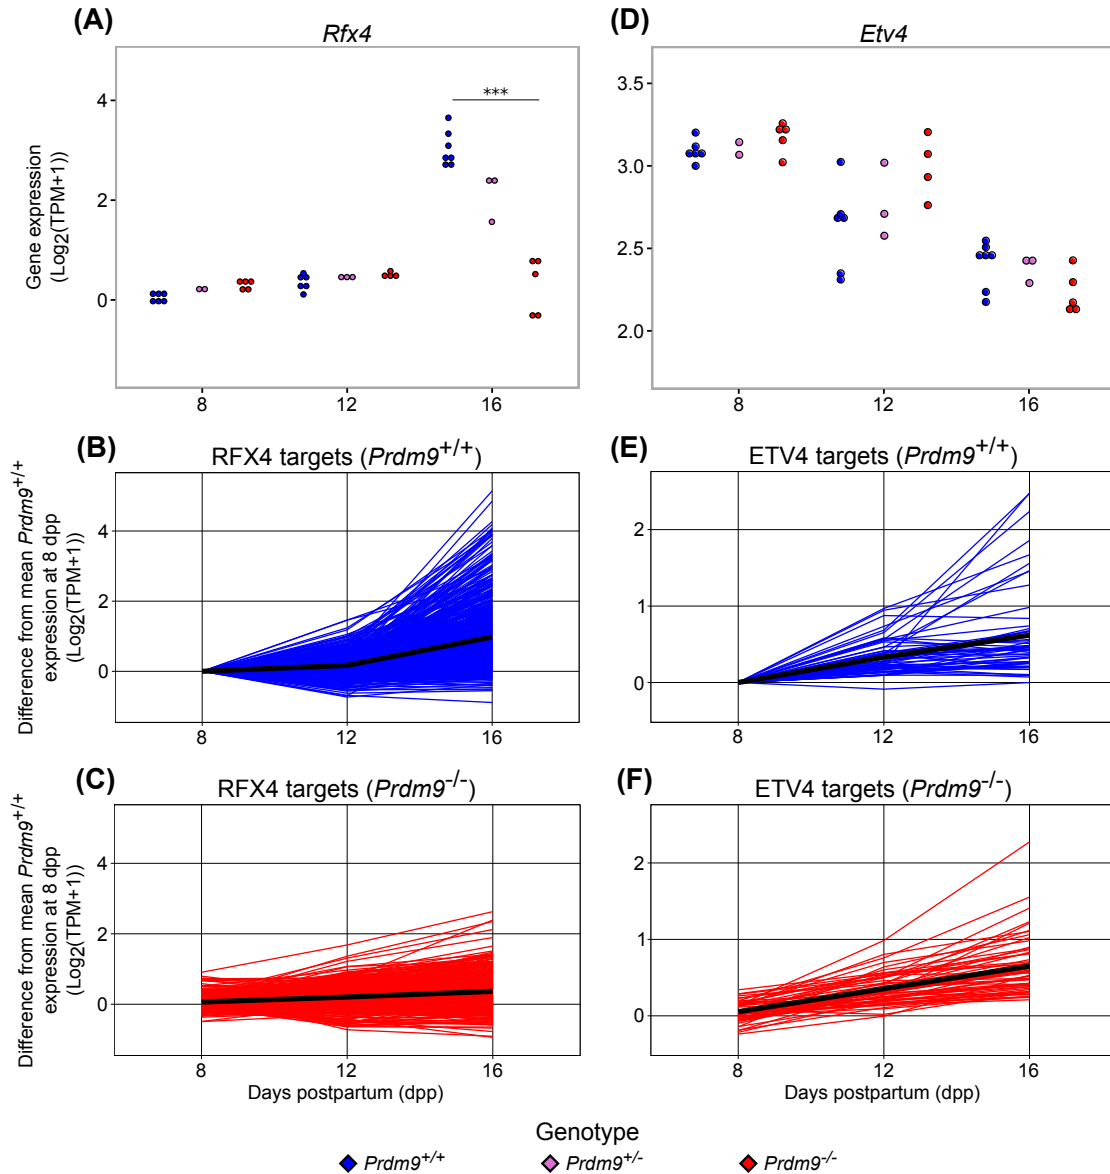 (A)
Rfx4
***
Gene expression
(Log2(TPM+1))
4
2
0
8
12
16
(D)
Etv4
3.5
3.0
2.5
2.0
8
12
16
(B)
RFX4 targets (Prdm9+/+)
Difference from mean Prdm9+/+
expression at 8 dpp
(Log2(TPM+1))
4
2
0
8
12
16
(E)
ETV4 targets (Prdm9+/+)
2
1
0
8
12
16
(C)
RFX4 targets (Prdm9-/-)
Difference from mean Prdm9+/+
expression at 8 dpp
(Log2(TPM+1))
4
2
0
8
12
16
Days postpartum (dpp)
(F)
ETV4 targets (Prdm9-/-)
2
1
0
8
12
16
Days postpartum (dpp)
Genotype
Prdm9+/+
Prdm9+/-
Prdm9-/-